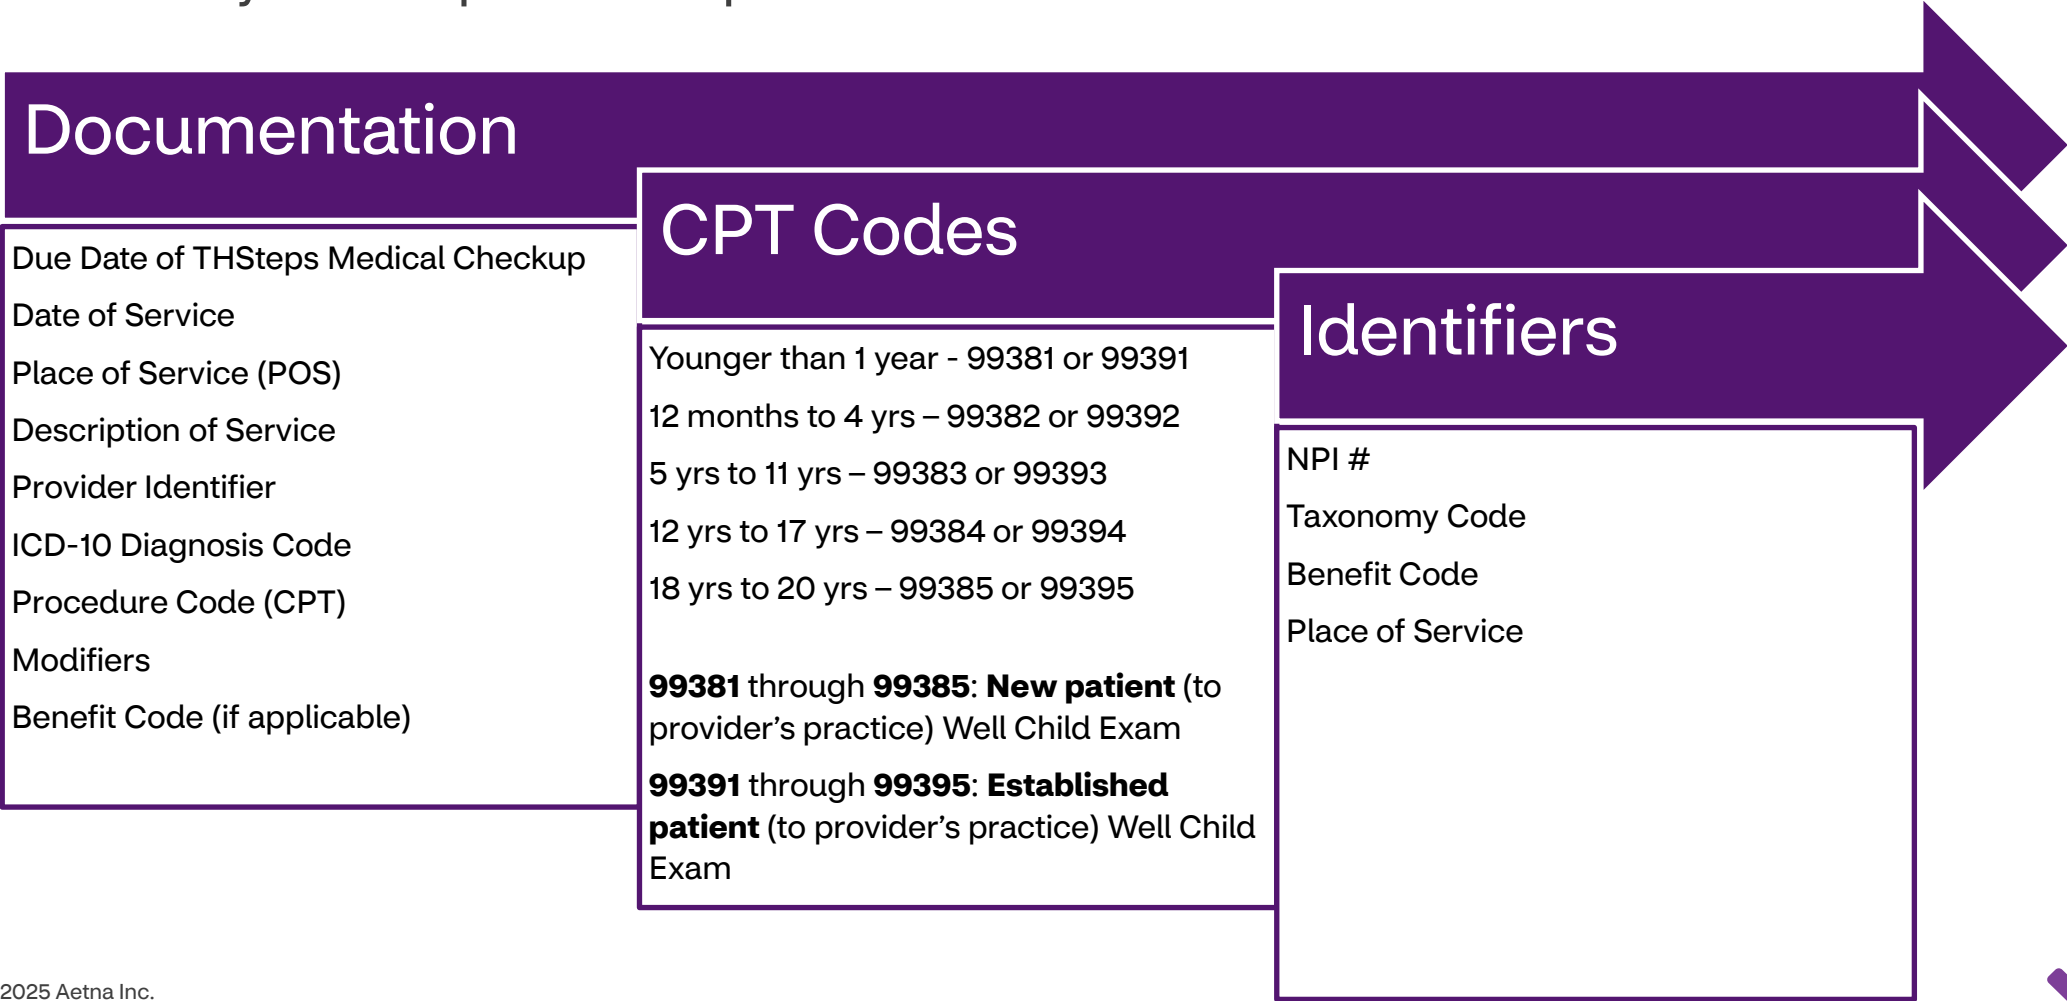 Documentation
Due Date of THSteps Medical Checkup
Date of Service
Place of Service (POS)
Description of Service
Provider Identifier
ICD-10 Diagnosis Code
Procedure Code (CPT)
Modifiers
Benefit Code (if applicable)
CPT Codes
Younger than 1 year - 99381 or 99391
12 months to 4 yrs – 99382 or 99392
5 yrs to 11 yrs – 99383 or 99393
12 yrs to 17 yrs – 99384 or 99394
18 yrs to 20 yrs – 99385 or 99395
99381 through 99385: New patient (to
provider’s practice) Well Child Exam
99391 through 99395: Established
patient (to provider’s practice) Well Child
Exam
Identifiers
NPI #
Taxonomy Code
Benefit Code
Place of Service
2025 Aetna Inc.